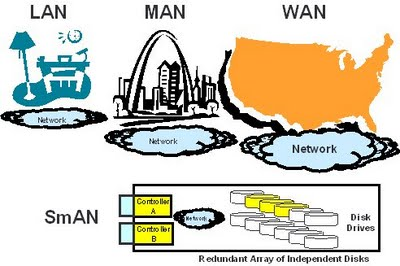 LAN MAN WAN
Network
Network
Network
SmAN
Controller
A
Controller
B
Network
Disk
Drives
Redundant Array of Independent Disks